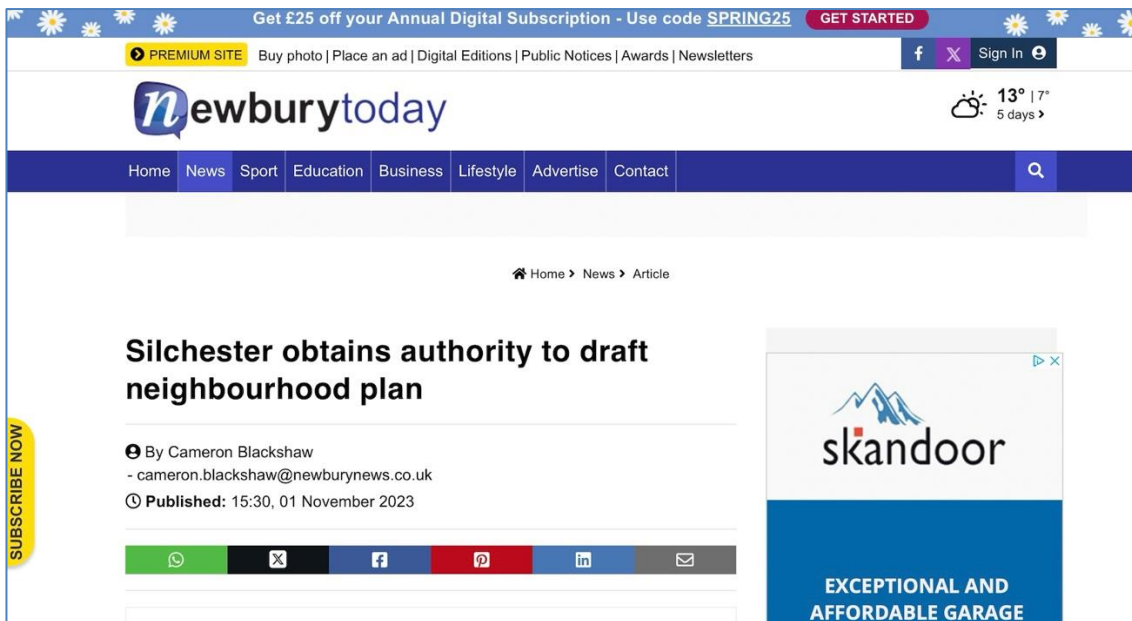 Get £25 off your Annual Digital Subscription - Use code SPRING25 GET STARTED
PREMIUM SITE Buy photo | Place an ad | Digital Editions | Public Notices | Awards | Newsletters Sign In
newburytoday
13° | 7°
5 days
Home News Sport Education Business Lifestyle Advertise Contact
Home News Article
Silchester obtains authority to draft
neighbourhood plan
By Cameron Blackshaw
- cameron.blackshaw@newburynews.co.uk
Published: 15:30, 01 November 2023
SUBSCRIBE NOW
skandoor
EXCEPTIONAL AND
AFFORDABLE GARAGE